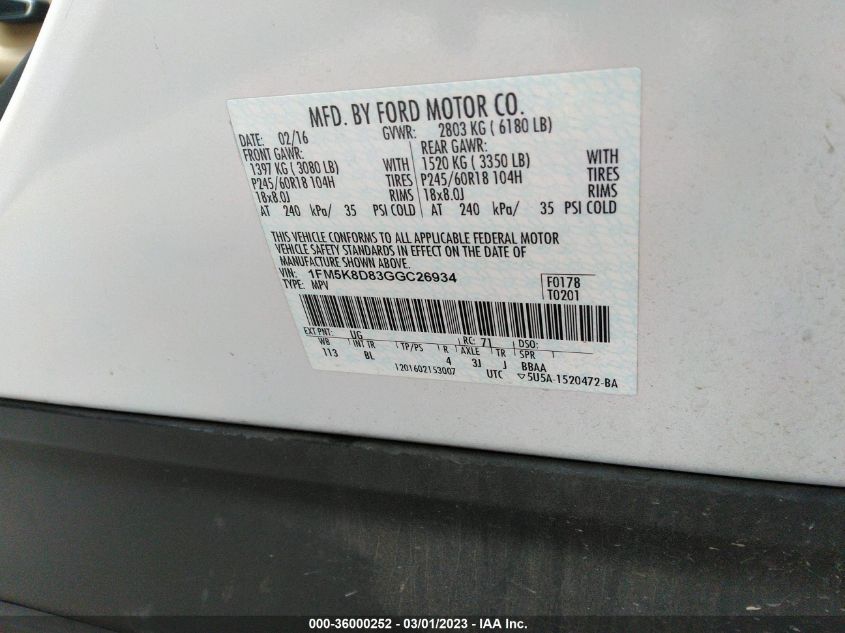 MFD. BY FORD MOTOR CO.
DATE: 02/16 GVWR: 2803 KG ( 6180 LB)
FRONT GAWR: REAR GAWR:
1397 KG ( 3080 LB) WITH 1520 KG ( 3350 LB) WITH
P245/60R18 104H TIRES P245/60R18 104H TIRES
18x8.0J RIMS 18x8.0J RIMS
AT 240 kPa/ 35 PSI COLD AT 240 kPa/ 35 PSI COLD
THIS VEHICLE CONFORMS TO ALL APPLICABLE FEDERAL MOTOR
VEHICLE SAFETY STANDARDS IN EFFECT ON THE DATE OF
MANUFACTURE SHOWN ABOVE.
VIN: 1FM5K8D83GGC26934 F0178
TYPE: MPV T0201
EXT PNT: UG RC: 71 DSO:
WB INT TR TP/PS R AXLE TR SPR
113 BL 4 3J J BBAA
1201602153007 UTC ▽5U5A-1520472-BA
000-36000252 - 03/01/2023 - IAA Inc.